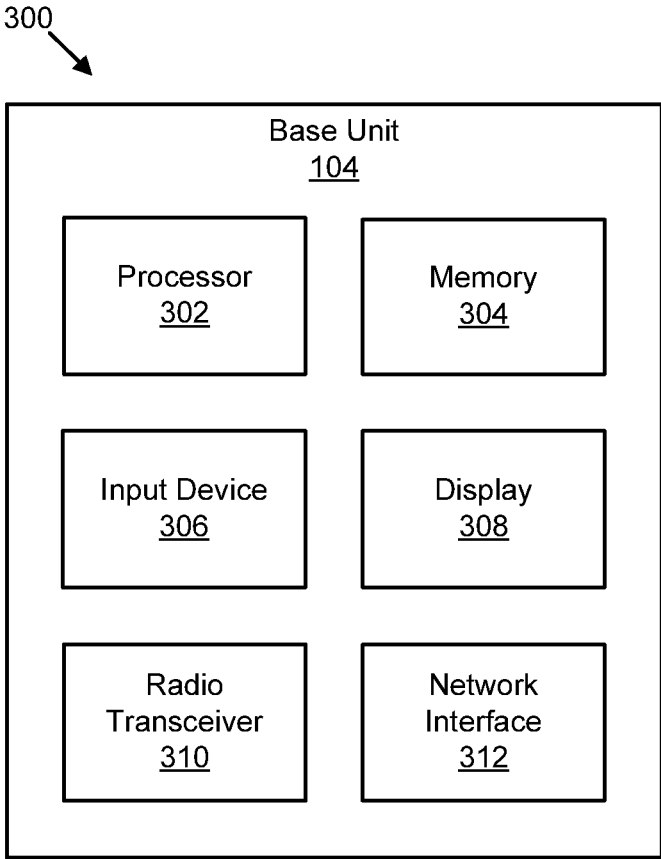 300
Base Unit
104
Processor
302
Memory
304
Input Device
306
Display
308
Radio
Transceiver
310
Network
Interface
312